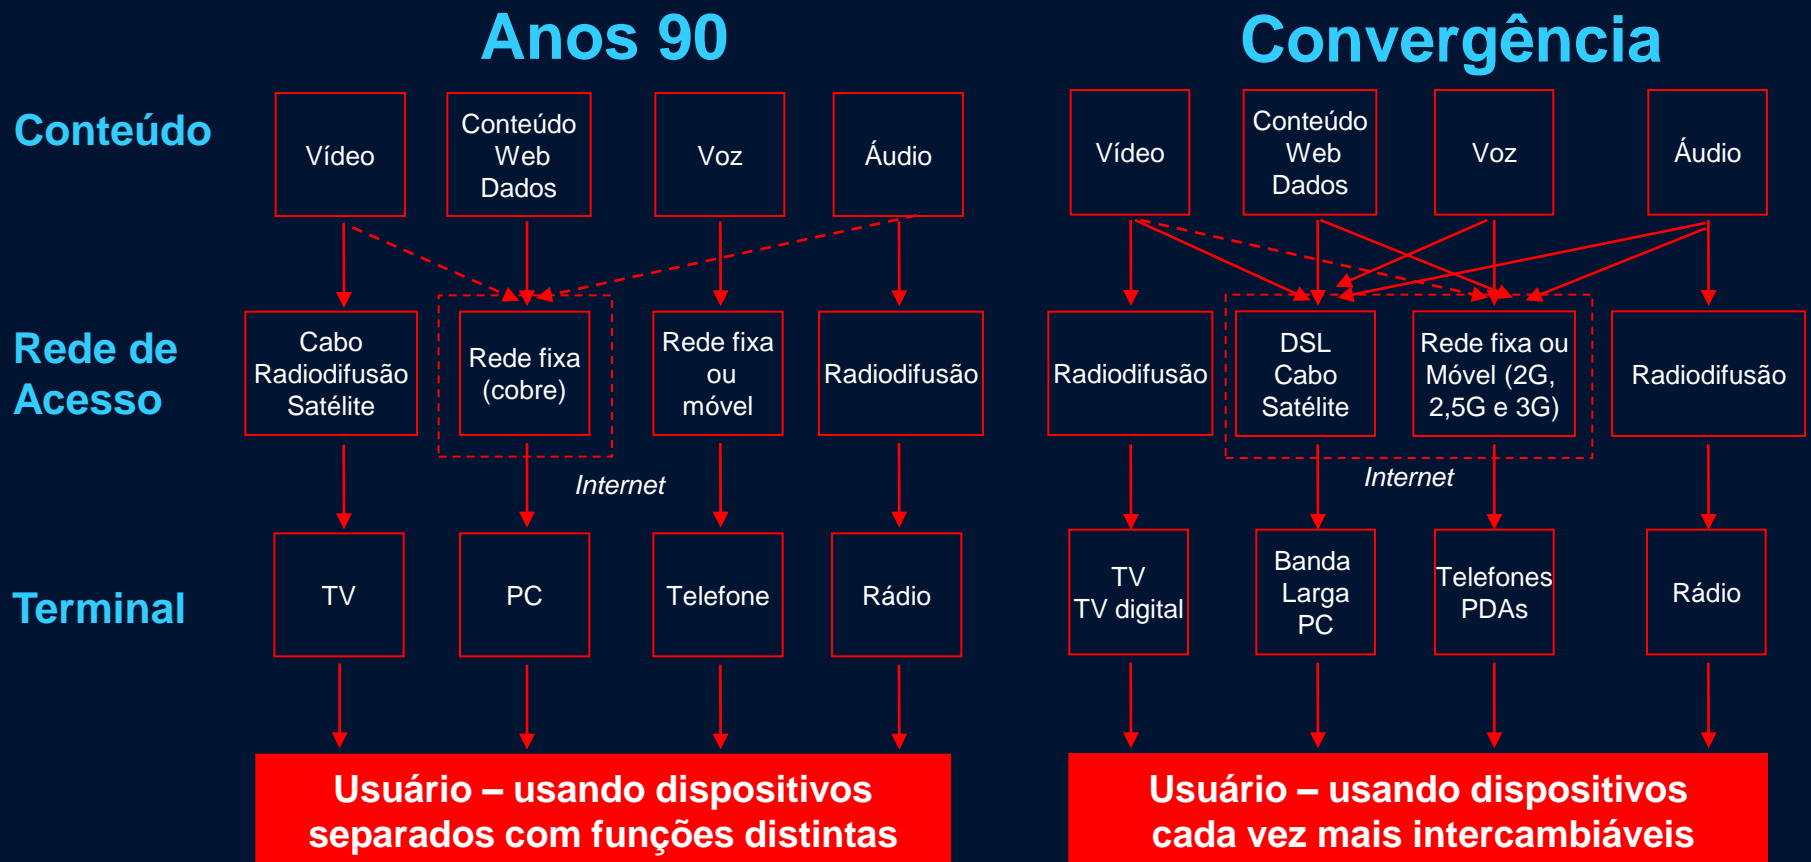 Anos 90
Convergência
Conteúdo
Vídeo
Conteúdo
Web
Dados
Voz
Áudio
Vídeo
Conteúdo
Web
Dados
Voz
Áudio
Rede de
Acesso
Cabo
Radiodifusão
Satélite
Rede fixa
(cobre)
Rede fixa
ou
móvel
Radiodifusão
Radiodifusão
DSL
Cabo
Satélite
Rede fixa ou
Móvel (2G,
2,5G e 3G)
Radiodifusão
Internet
Internet
Terminal
TV
PC
Telefone
Rádio
TV
TV digital
Banda
Larga
PC
Telefones
PDAs
Rádio
Usuário – usando dispositivos
separados com funções distintas
Usuário – usando dispositivos
cada vez mais intercambiáveis